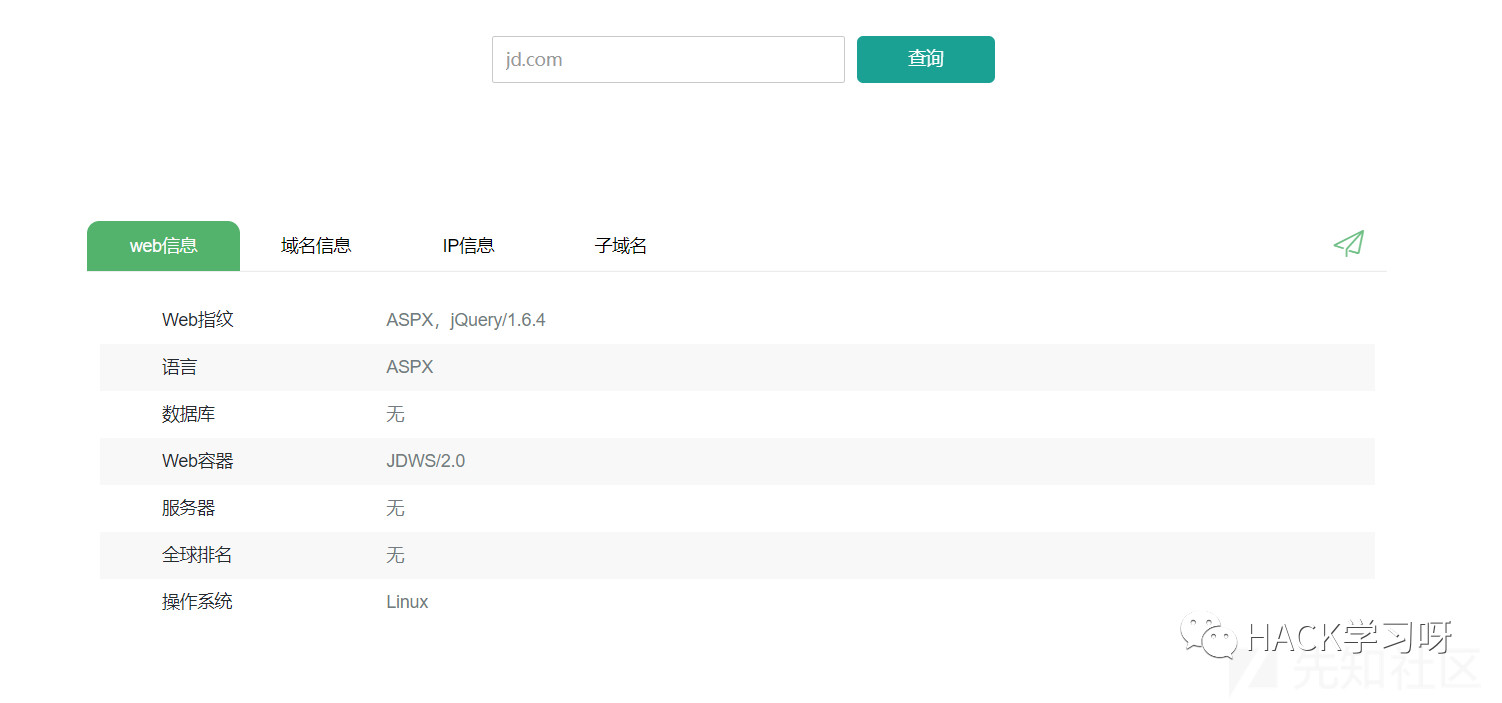 jd.com 查询
web信息 域名信息 IP信息 子域名
Web指纹 ASPX，jQuery/1.6.4
语言 ASPX
数据库 无
Web容器 JDWS/2.0
服务器 无
全球排名 无
操作系统 Linux
HACK学习呀
先知社区